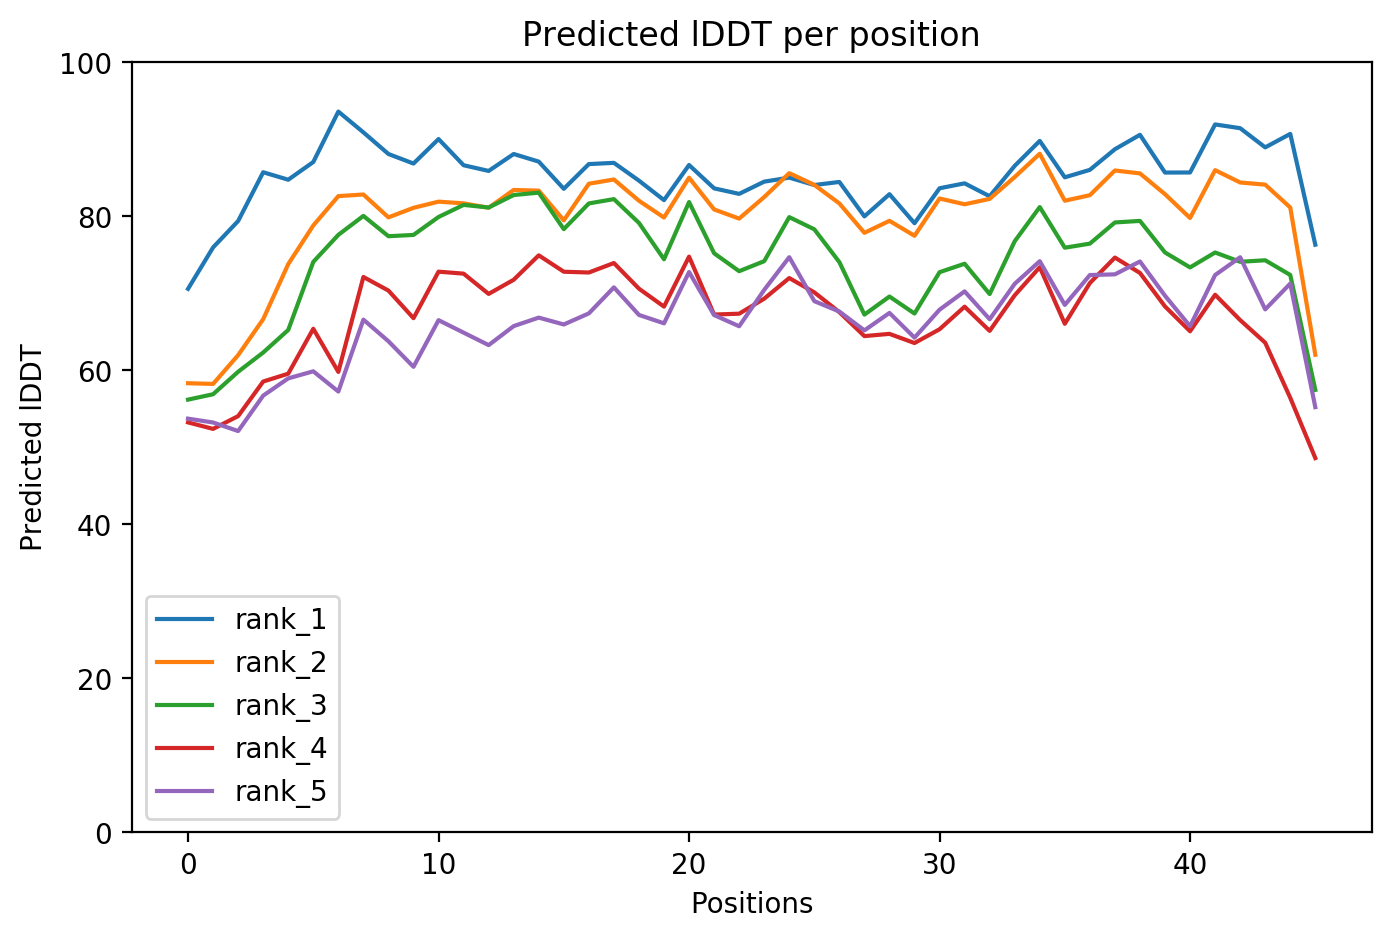 Predicted lDDT per position
100
80
60
40
20
0
Predicted lDDT
rank_1
rank_2
rank_3
rank_4
rank_5
0 10 20 30 40
Positions